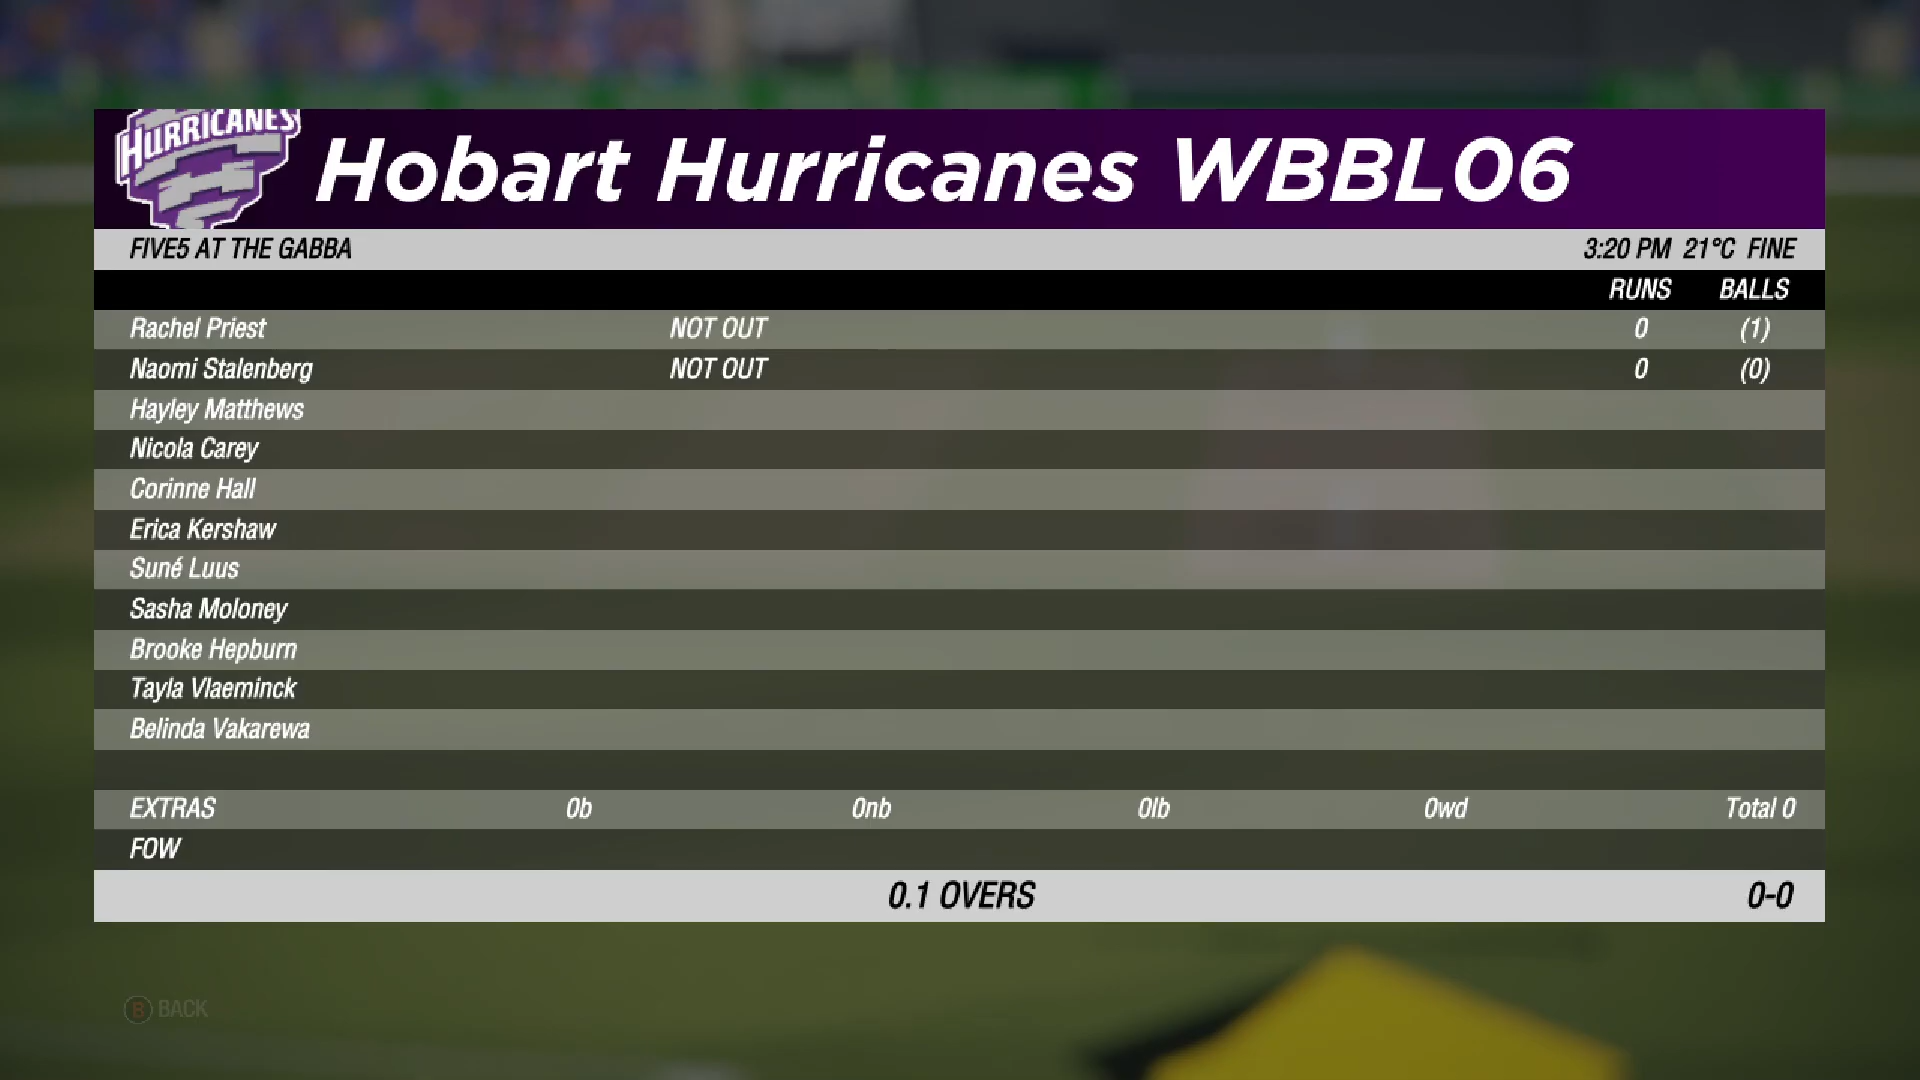 HURRICANES
Hobart Hurricanes WBBL06
FIVE5 AT THE GABBA 3:20 PM 21°C FINE
RUNS BALLS
Rachel Priest NOT OUT 0 (1)
Naomi Stalenberg NOT OUT 0 (0)
Hayley Matthews
Nicola Carey
Corinne Hall
Erica Kershaw
Suné Luus
Sasha Moloney
Brooke Hepburn
Tayla Vlaeminck
Belinda Vakarewa
EXTRAS 0b 0nb 0lb 0wd Total 0
FOW
0.1 OVERS 0-0
B BACK